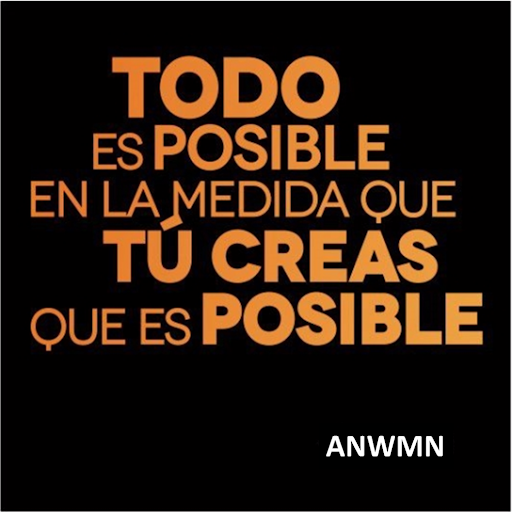 TODO
ES POSIBLE
EN LA MEDIDA QUE
TÚ CREAS
QUE ES POSIBLE
ANWMN